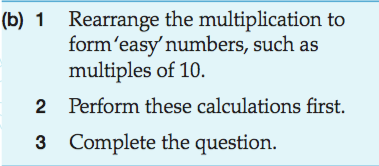 (b) 1 Rearrange the multiplication to
form ‘easy’ numbers, such as
multiples of 10.
2 Perform these calculations first.
3 Complete the question.